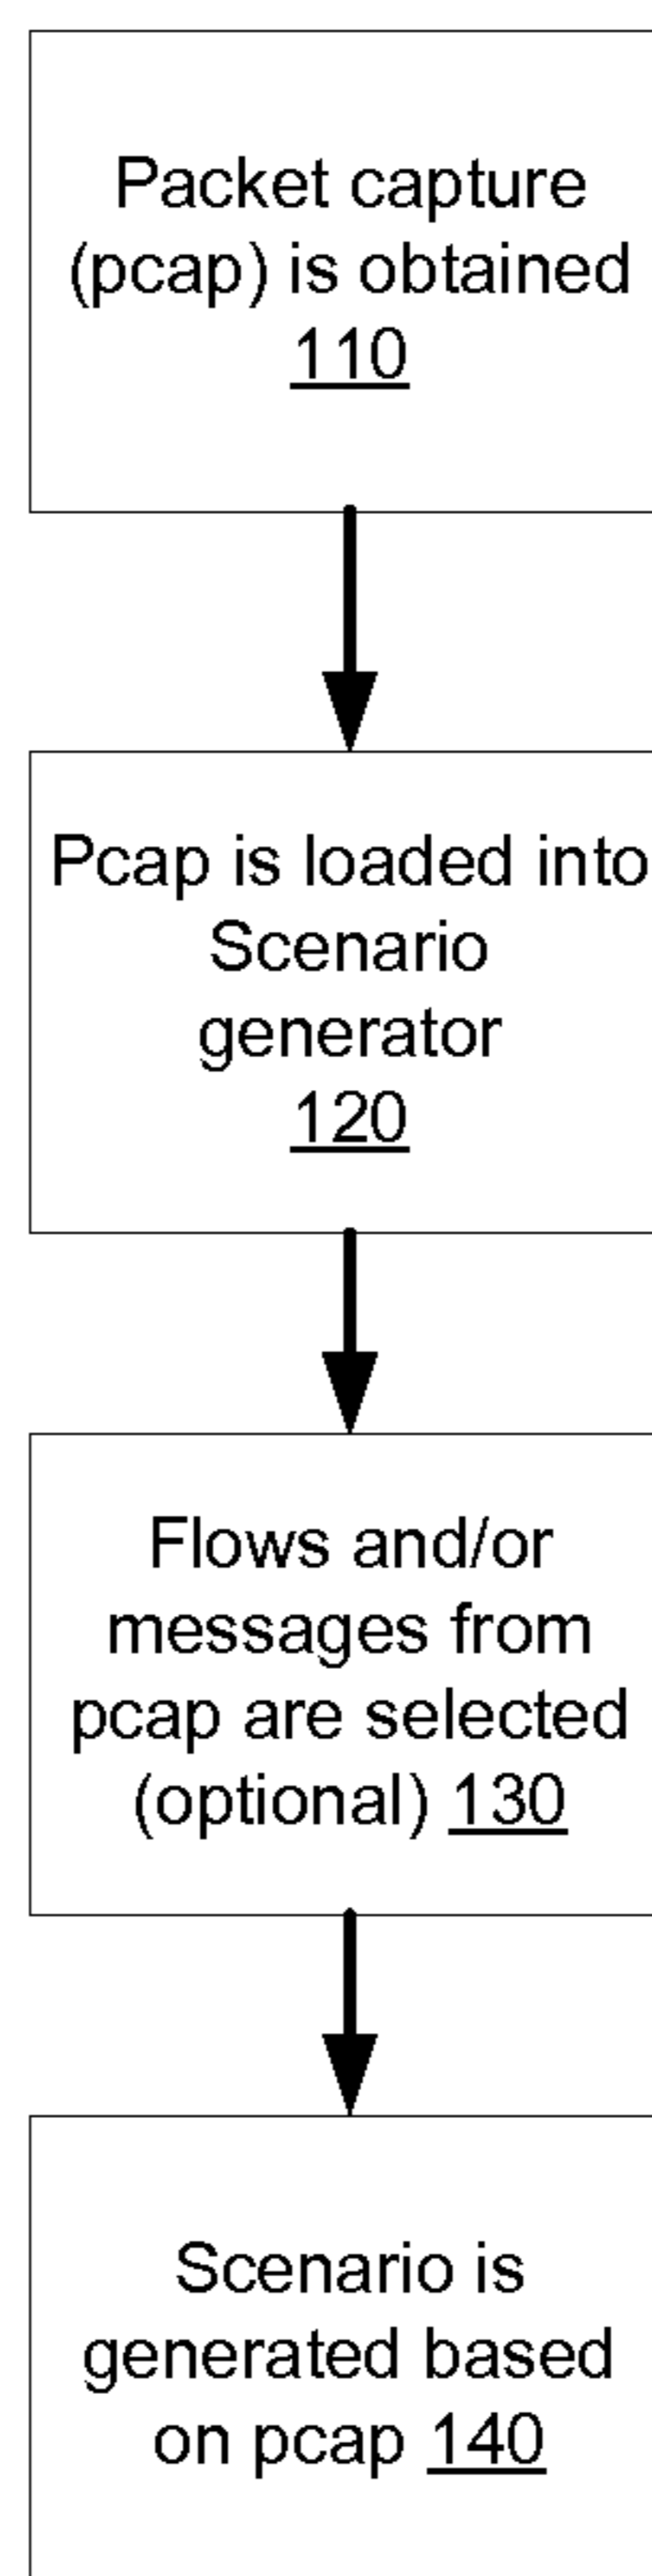 Packet capture
(pcap) is obtained
110
Pcap is loaded into
Scenario
generator
120
Flows and/or
messages from
pcap are selected
(optional) 130
Scenario is
generated based
on pcap 140